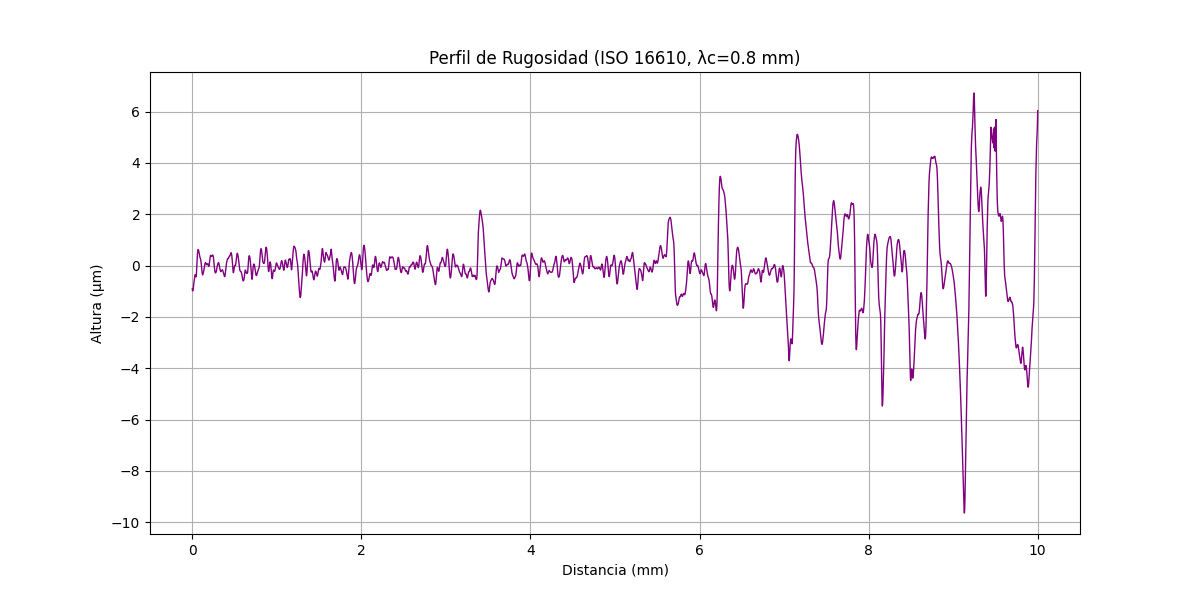 Perfil de Rugosidad (ISO 16610, λc=0.8 mm)
Altura (μm)
6
4
2
0
−2
−4
−6
−8
−10
0 2 4 6 8 10
Distancia (mm)